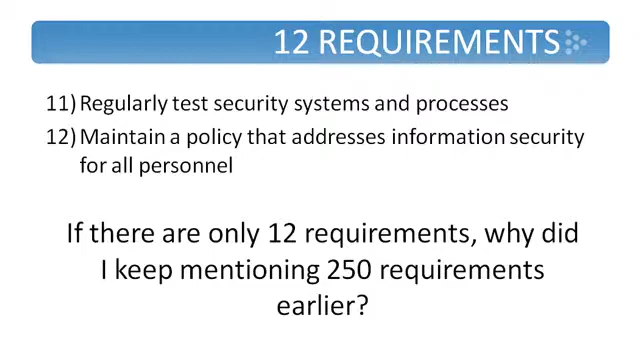 12 REQUIREMENTS
11) Regularly test security systems and processes
12) Maintain a policy that addresses information security
for all personnel
If there are only 12 requirements, why did
I keep mentioning 250 requirements
earlier?